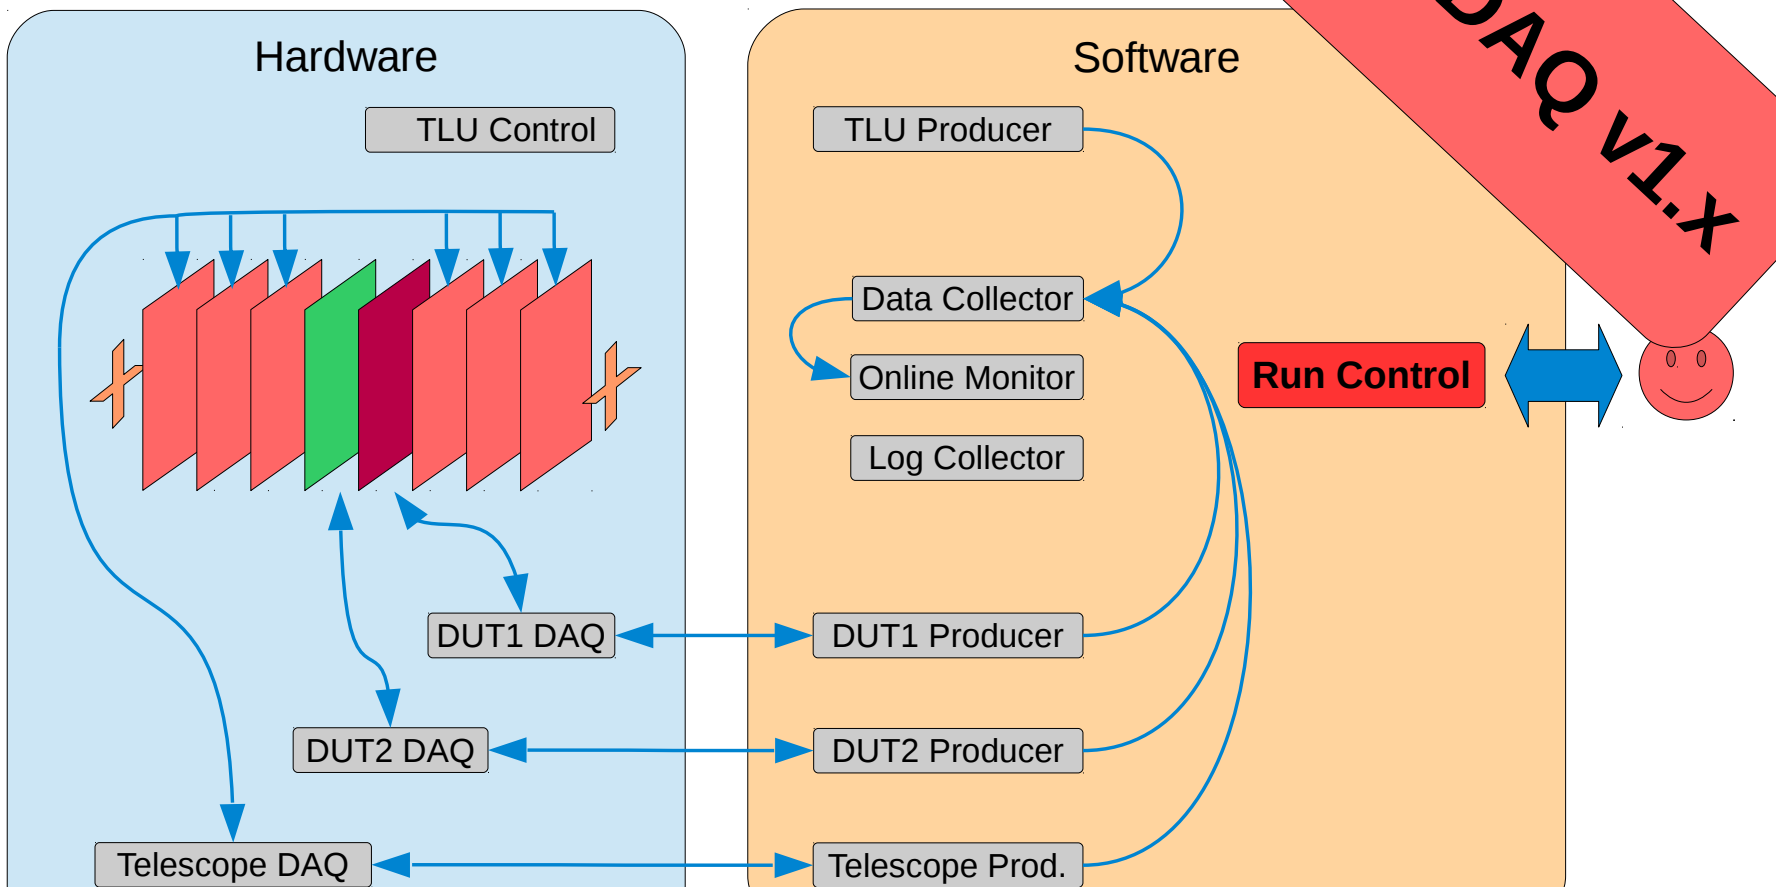 Hardware
TLU Control
DUT1 DAQ
DUT2 DAQ
Telescope DAQ
Software
TLU Producer
Data Collector
Online Monitor
Log Collector
Run Control
DUT1 Producer
DUT2 Producer
Telescope Prod.
DAQ v1.x